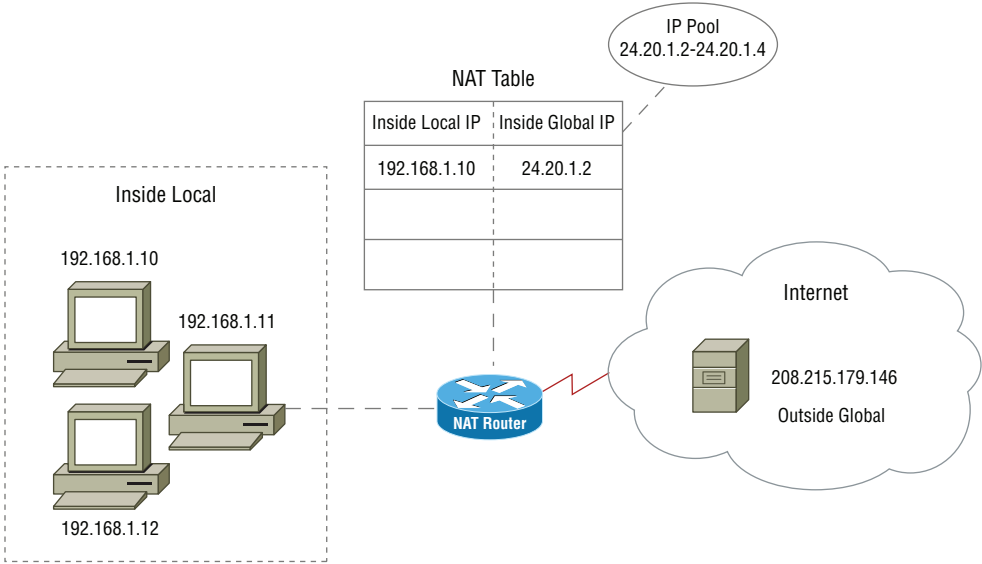 IP Pool
24.20.1.2-24.20.1.4
NAT Table
Inside Local IP
Inside Global IP
192.168.1.10
24.20.1.2
Inside Local
192.168.1.10
192.168.1.11
192.168.1.12
NAT Router
Internet
208.215.179.146
Outside Global